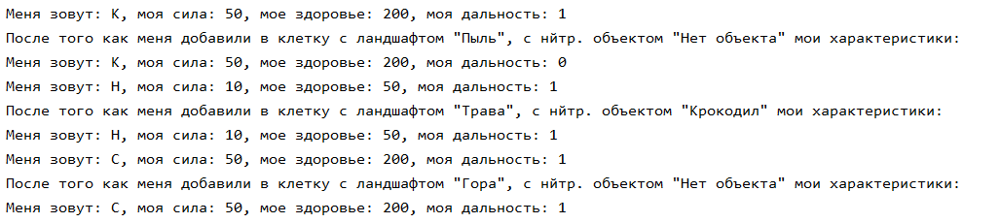 Меня зовут: K, моя сила: 50, мое здоровье: 200, моя дальность: 1
После того как меня добавили в клетку с ландшафтом "Пыль", с нйтр. объектом "Нет объекта" мои характеристики:
Меня зовут: K, моя сила: 50, мое здоровье: 200, моя дальность: 0
Меня зовут: H, моя сила: 10, мое здоровье: 50, моя дальность: 1
После того как меня добавили в клетку с ландшафтом "Трава", с нйтр. объектом "Крокодил" мои характеристики:
Меня зовут: H, моя сила: 10, мое здоровье: 50, моя дальность: 1
Меня зовут: C, моя сила: 50, мое здоровье: 200, моя дальность: 1
После того как меня добавили в клетку с ландшафтом "Гора", с нйтр. объектом "Нет объекта" мои характеристики:
Меня зовут: C, моя сила: 50, мое здоровье: 200, моя дальность: 1